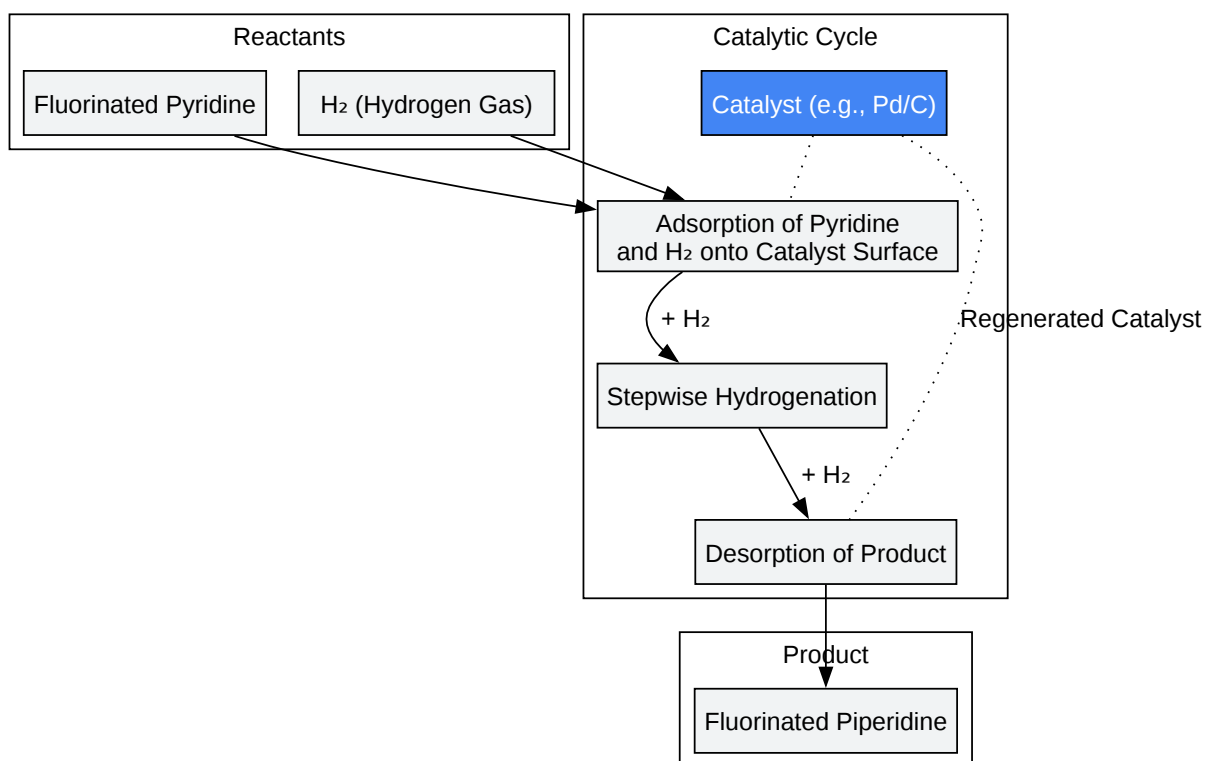 Reactants
Catalytic Cycle
Fluorinated Pyridine
H₂ (Hydrogen Gas)
Catalyst (e.g., Pd/C)
Adsorption of Pyridine
and H₂ onto Catalyst Surface
+ H₂
Regenerated Catalyst
Stepwise Hydrogenation
+ H₂
Desorption of Product
Product
Fluorinated Piperidine